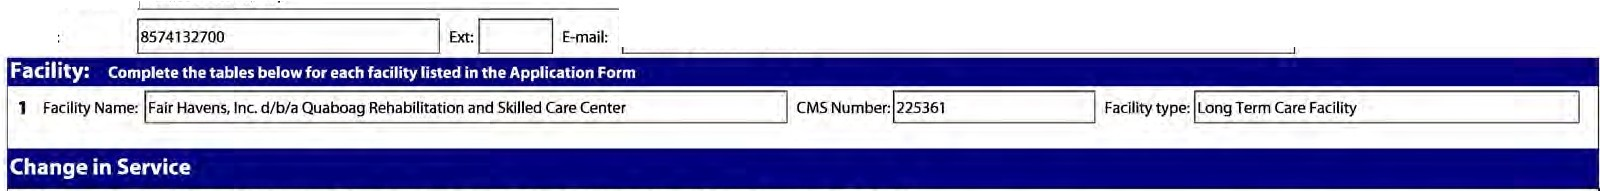 : 8574132700 Ext: E-mail:
Facility: Complete the tables below for each facility listed in the Application Form
1 Facility Name: Fair Havens, Inc. d/b/a Quaboag Rehabilitation and Skilled Care Center CMS Number: 225361 Facility type: Long Term Care Facility
Change in Service